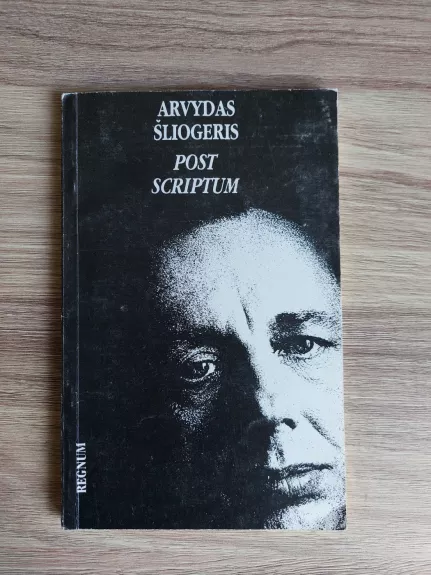 ARVYDAS
ŠLIOGERIS
POST
SCRIPTUM
REGNUM